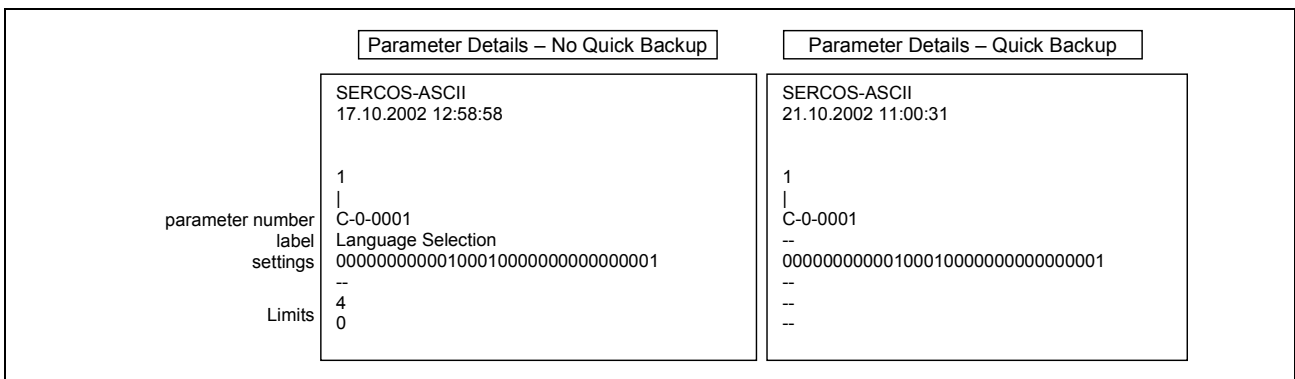 Parameter Details – No Quick Backup
SERCOS-ASCII
17.10.2002 12:58:58
1
|
parameter number
C-0-0001
label
Language Selection
settings
00000000000100010000000000000001
--
Limits
4
0
Parameter Details – Quick Backup
SERCOS-ASCII
21.10.2002 11:00:31
1
|
C-0-0001
--
00000000000100010000000000000001
--
--
--